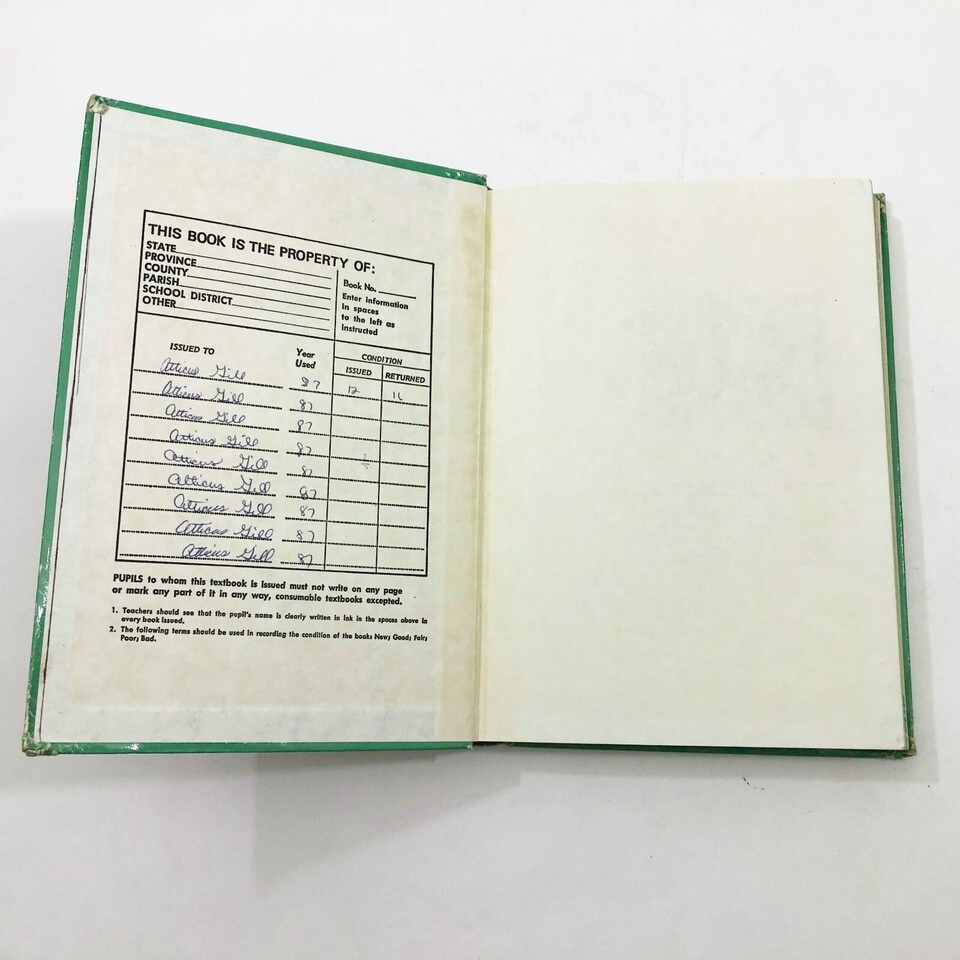 THIS BOOK IS THE PROPERTY OF:
STATE
PROVINCE
COUNTY
PARISH
SCHOOL DISTRICT
OTHER
Book No.
Enter information
in spaces
to the left as
instructed
ISSUED TO
Year
Used
CONDITION
ISSUED
RETURNED
Atticus Gill 87 12 11
Atticus Gill 87
Atticus Gill 87
Atticus Gill 87
Atticus Gill 87
Atticus Gill 87
Atticus Gill 87
Atticus Gill 87
Atticus Gill 87
PUPILS to whom this textbook is issued must not write on any page
or mark any part of it in any way, consumable textbooks excepted.
1. Teachers should see that the pupil's name is clearly written in ink in the spaces above in
every book issued.
2. The following terms should be used in recording the condition of the book: New; Good; Fair;
Poor; Bad.